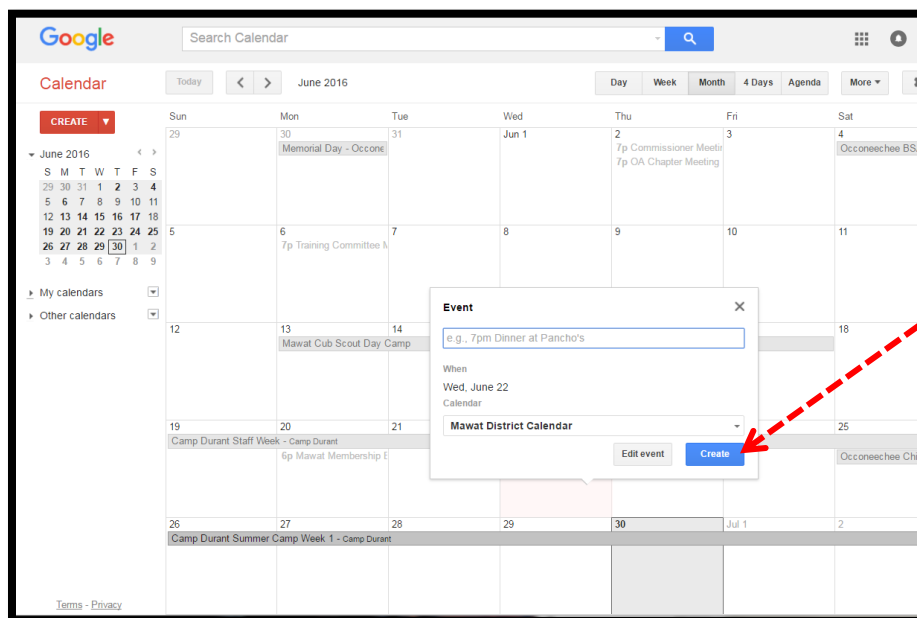 Google
Search Calendar
Calendar
Today
June 2016
Day Week Month 4 Days Agenda More
CREATE
June 2016
S M T W T F S
29 30 31 1 2 3 4
5 6 7 8 9 10 11
12 13 14 15 16 17 18
19 20 21 22 23 24 25
26 27 28 29 30 1 2
3 4 5 6 7 8 9
My calendars
Other calendars
Sun Mon Tue Wed Thu Fri Sat
29 30 31 Jun 1 2 3 4
Memorial Day - Occone
7p Commissioner Meetin
Occoneechee BSA
7p OA Chapter Meeting
5 6 7 8 9 10 11
7p Training Committee M
12 13 14 18
Mawat Cub Scout Day Camp
19 20 21 25
Camp Durant Staff Week - Camp Durant
6p Mawat Membership E
Occoneechee Chi
26 27 28 29 30 Jul 1 2
Camp Durant Summer Camp Week 1 - Camp Durant
Event
e.g., 7pm Dinner at Pancho's
When
Wed, June 22
Calendar
Mawat District Calendar
Edit event Create
Terms - Privacy